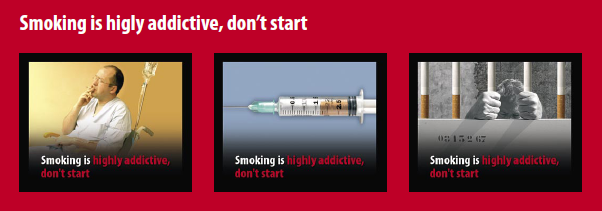 Smoking is higly addictive, don't start
Smoking is highly addictive,
don't start
Smoking is highly addictive,
don't start
Smoking is highly addictive,
don't start